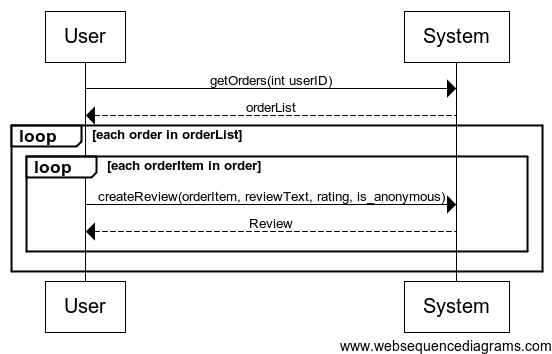 User System
getOrders(int userID)
orderList
loop [each order in orderList]
loop [each orderItem in order]
createReview(orderItem, reviewText, rating, is_anonymous)
Review
User System
www.websequencediagrams.com